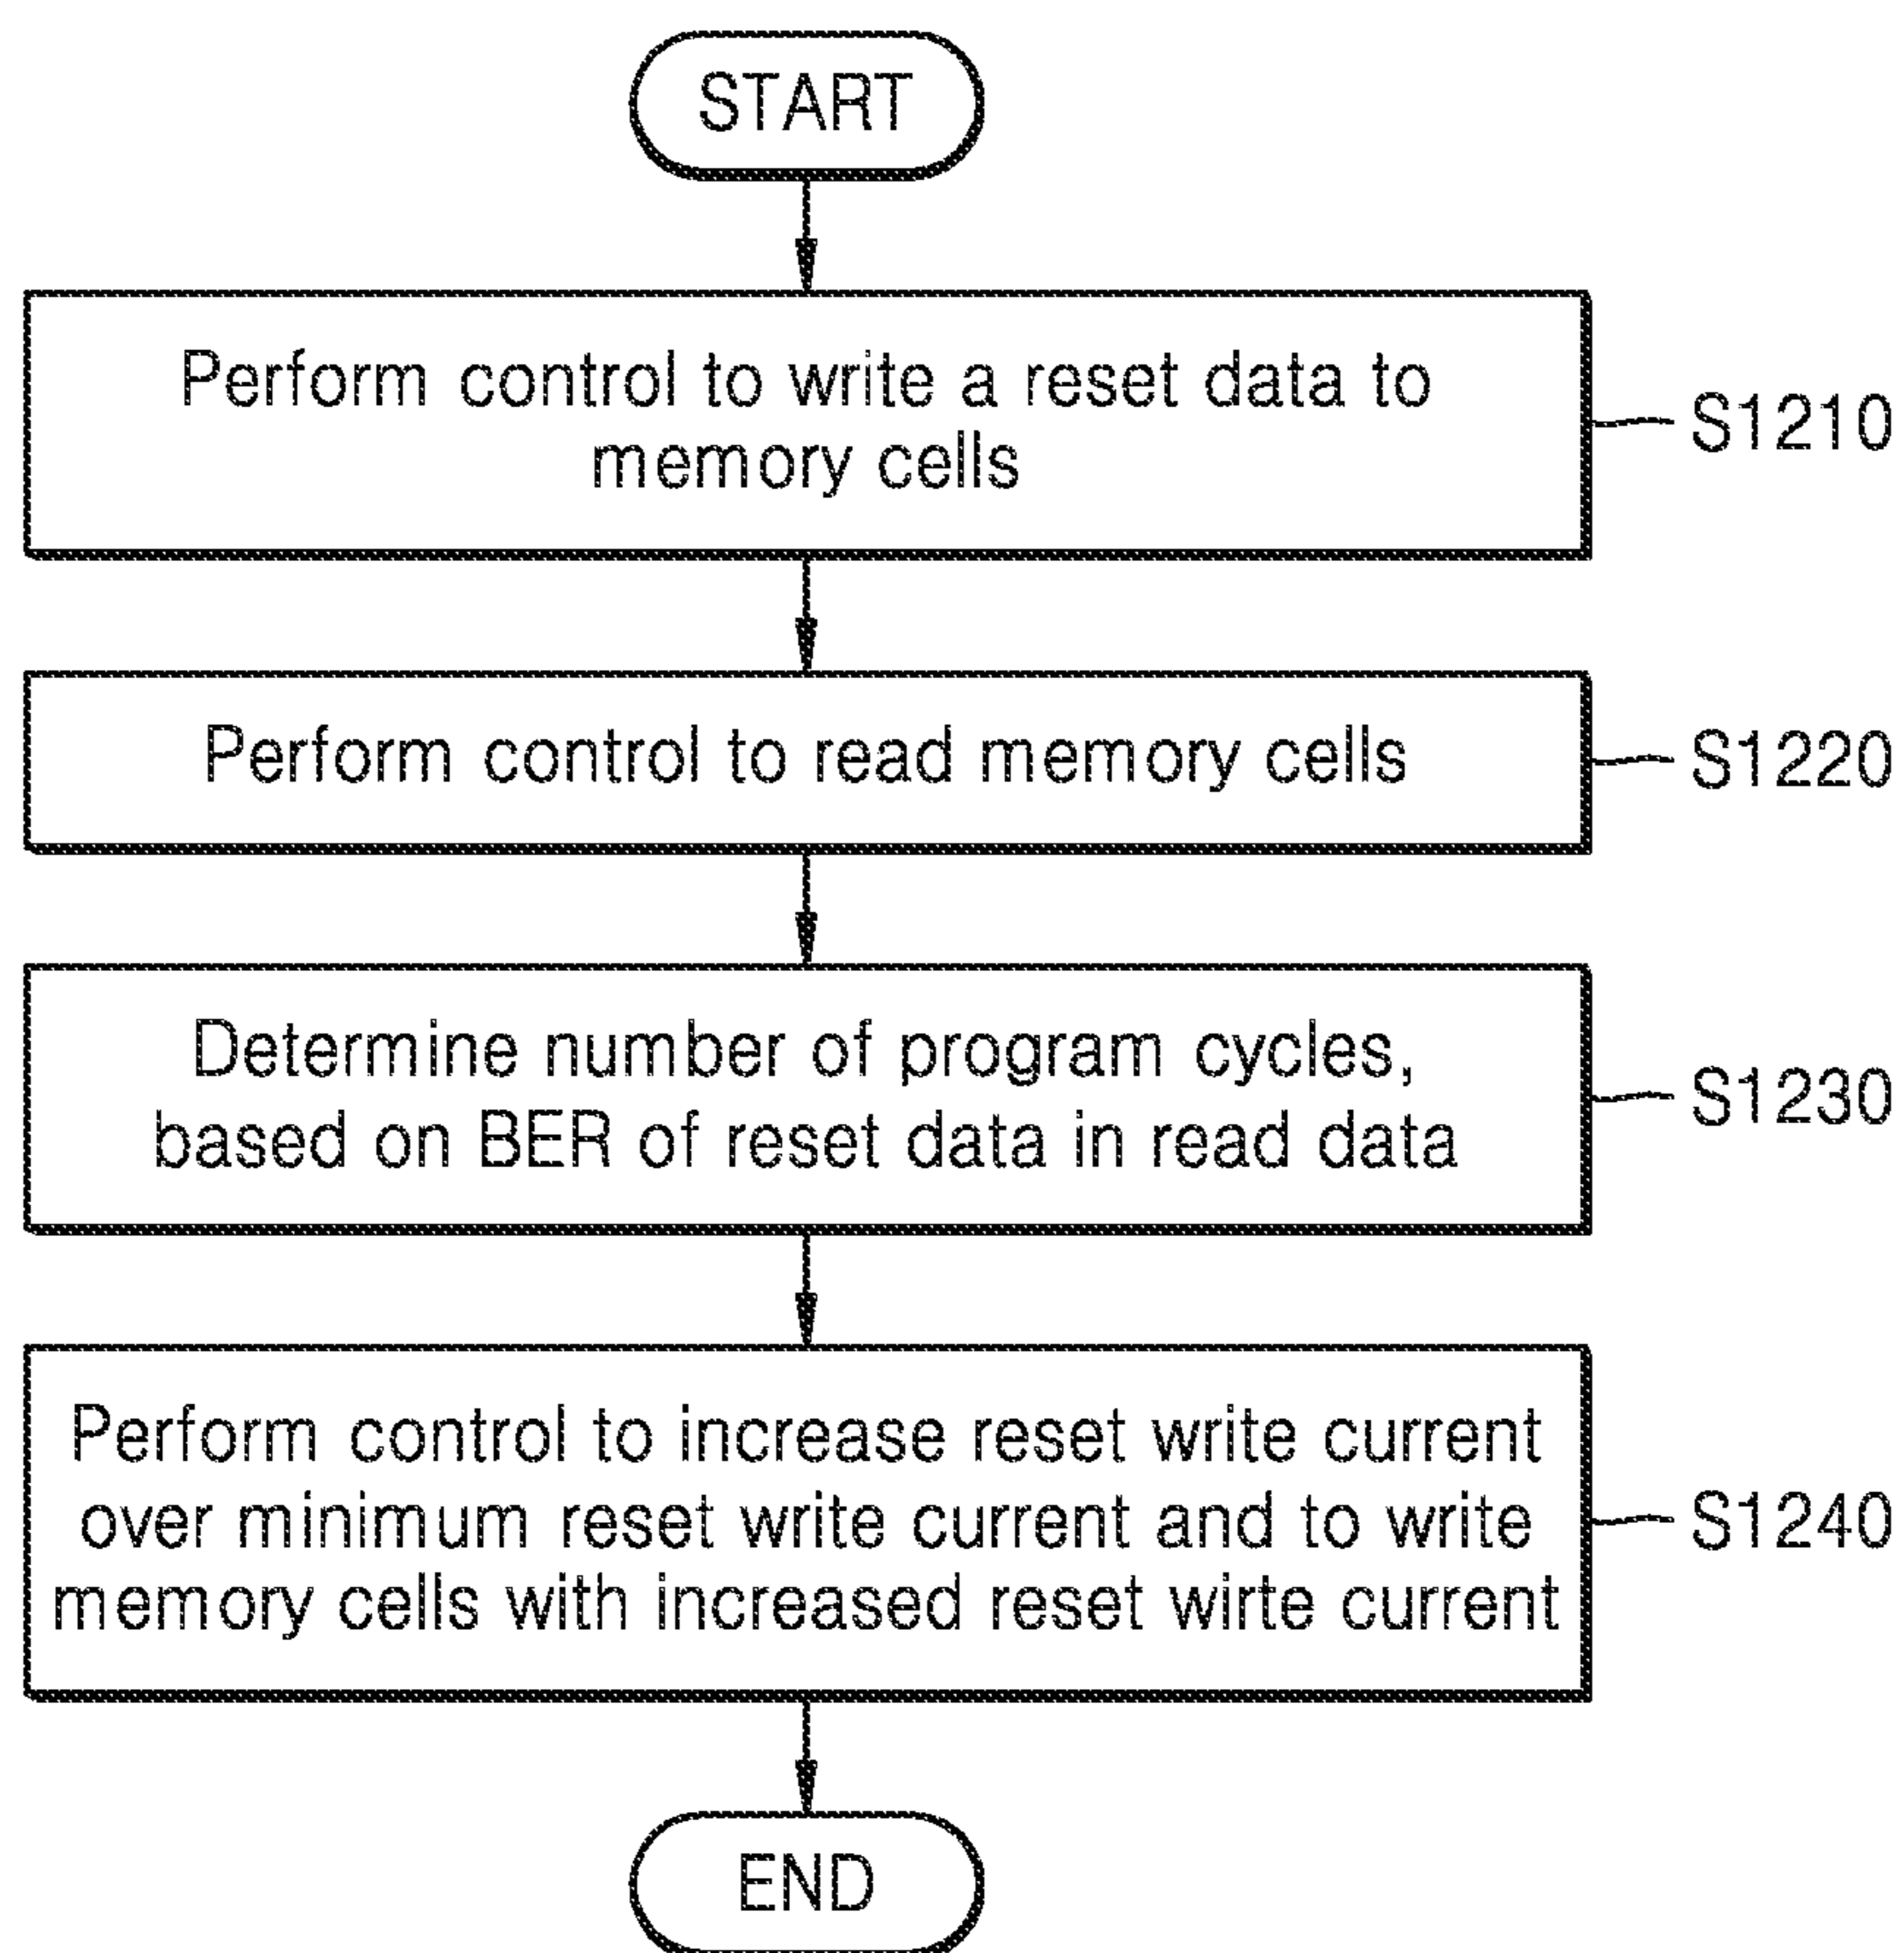 START
Perform control to write a reset data to
memory cells
S1210
Perform control to read memory cells
S1220
Determine number of program cycles,
based on BER of reset data in read data
S1230
Perform control to increase reset write current
over minimum reset write current and to write
memory cells with increased reset wirte current
S1240
END